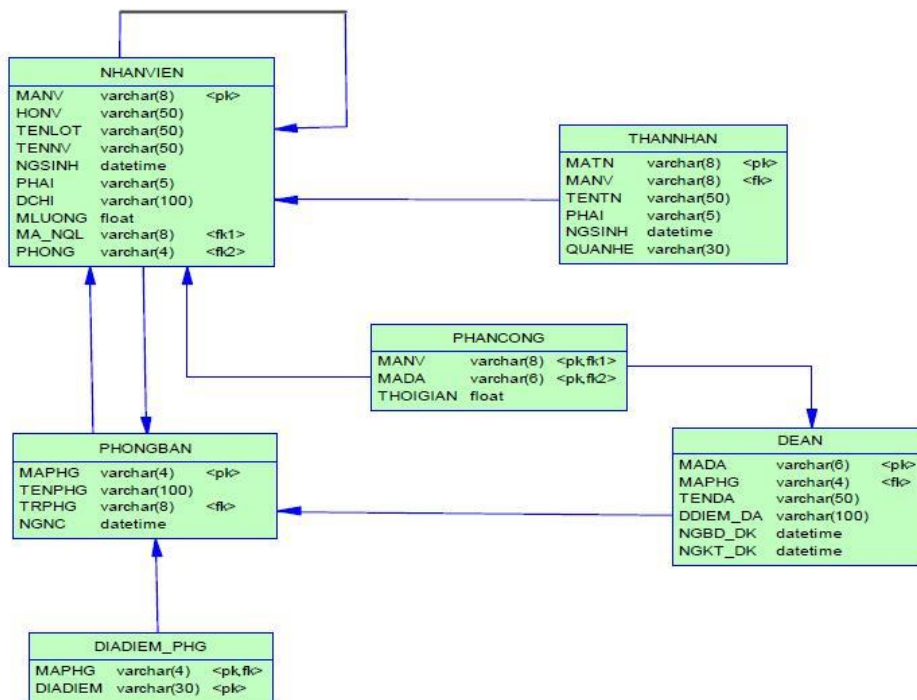 NHANVIEN
MANV varchar(8) <pk>
HONV varchar(50)
TENLOT varchar(50)
TENNV varchar(50)
NGSINH datetime
PHAI varchar(5)
DCHI varchar(100)
MLUONG float
MA_NQL varchar(8) <fk1>
PHONG varchar(4) <fk2>
THANNHAN
MATN varchar(8) <pk>
MANV varchar(8) <fk>
TENTN varchar(50)
PHAI varchar(5)
NGSINH datetime
QUANHE varchar(30)
PHANCONG
MANV varchar(8) <pk,fk1>
MADA varchar(6) <pk,fk2>
THOIGIAN float
PHONGBAN
MAPHG varchar(4) <pk>
TENPHG varchar(100)
TRPHG varchar(8) <fk>
NGNC datetime
DEAN
MADA varchar(6) <pk>
MAPHG varchar(4) <fk>
TENDA varchar(50)
DDIEM_DA varchar(100)
NGBD_DK datetime
NGKT_DK datetime
DIADIEM_PHG
MAPHG varchar(4) <pk,fk>
DIADIEM varchar(30) <pk>